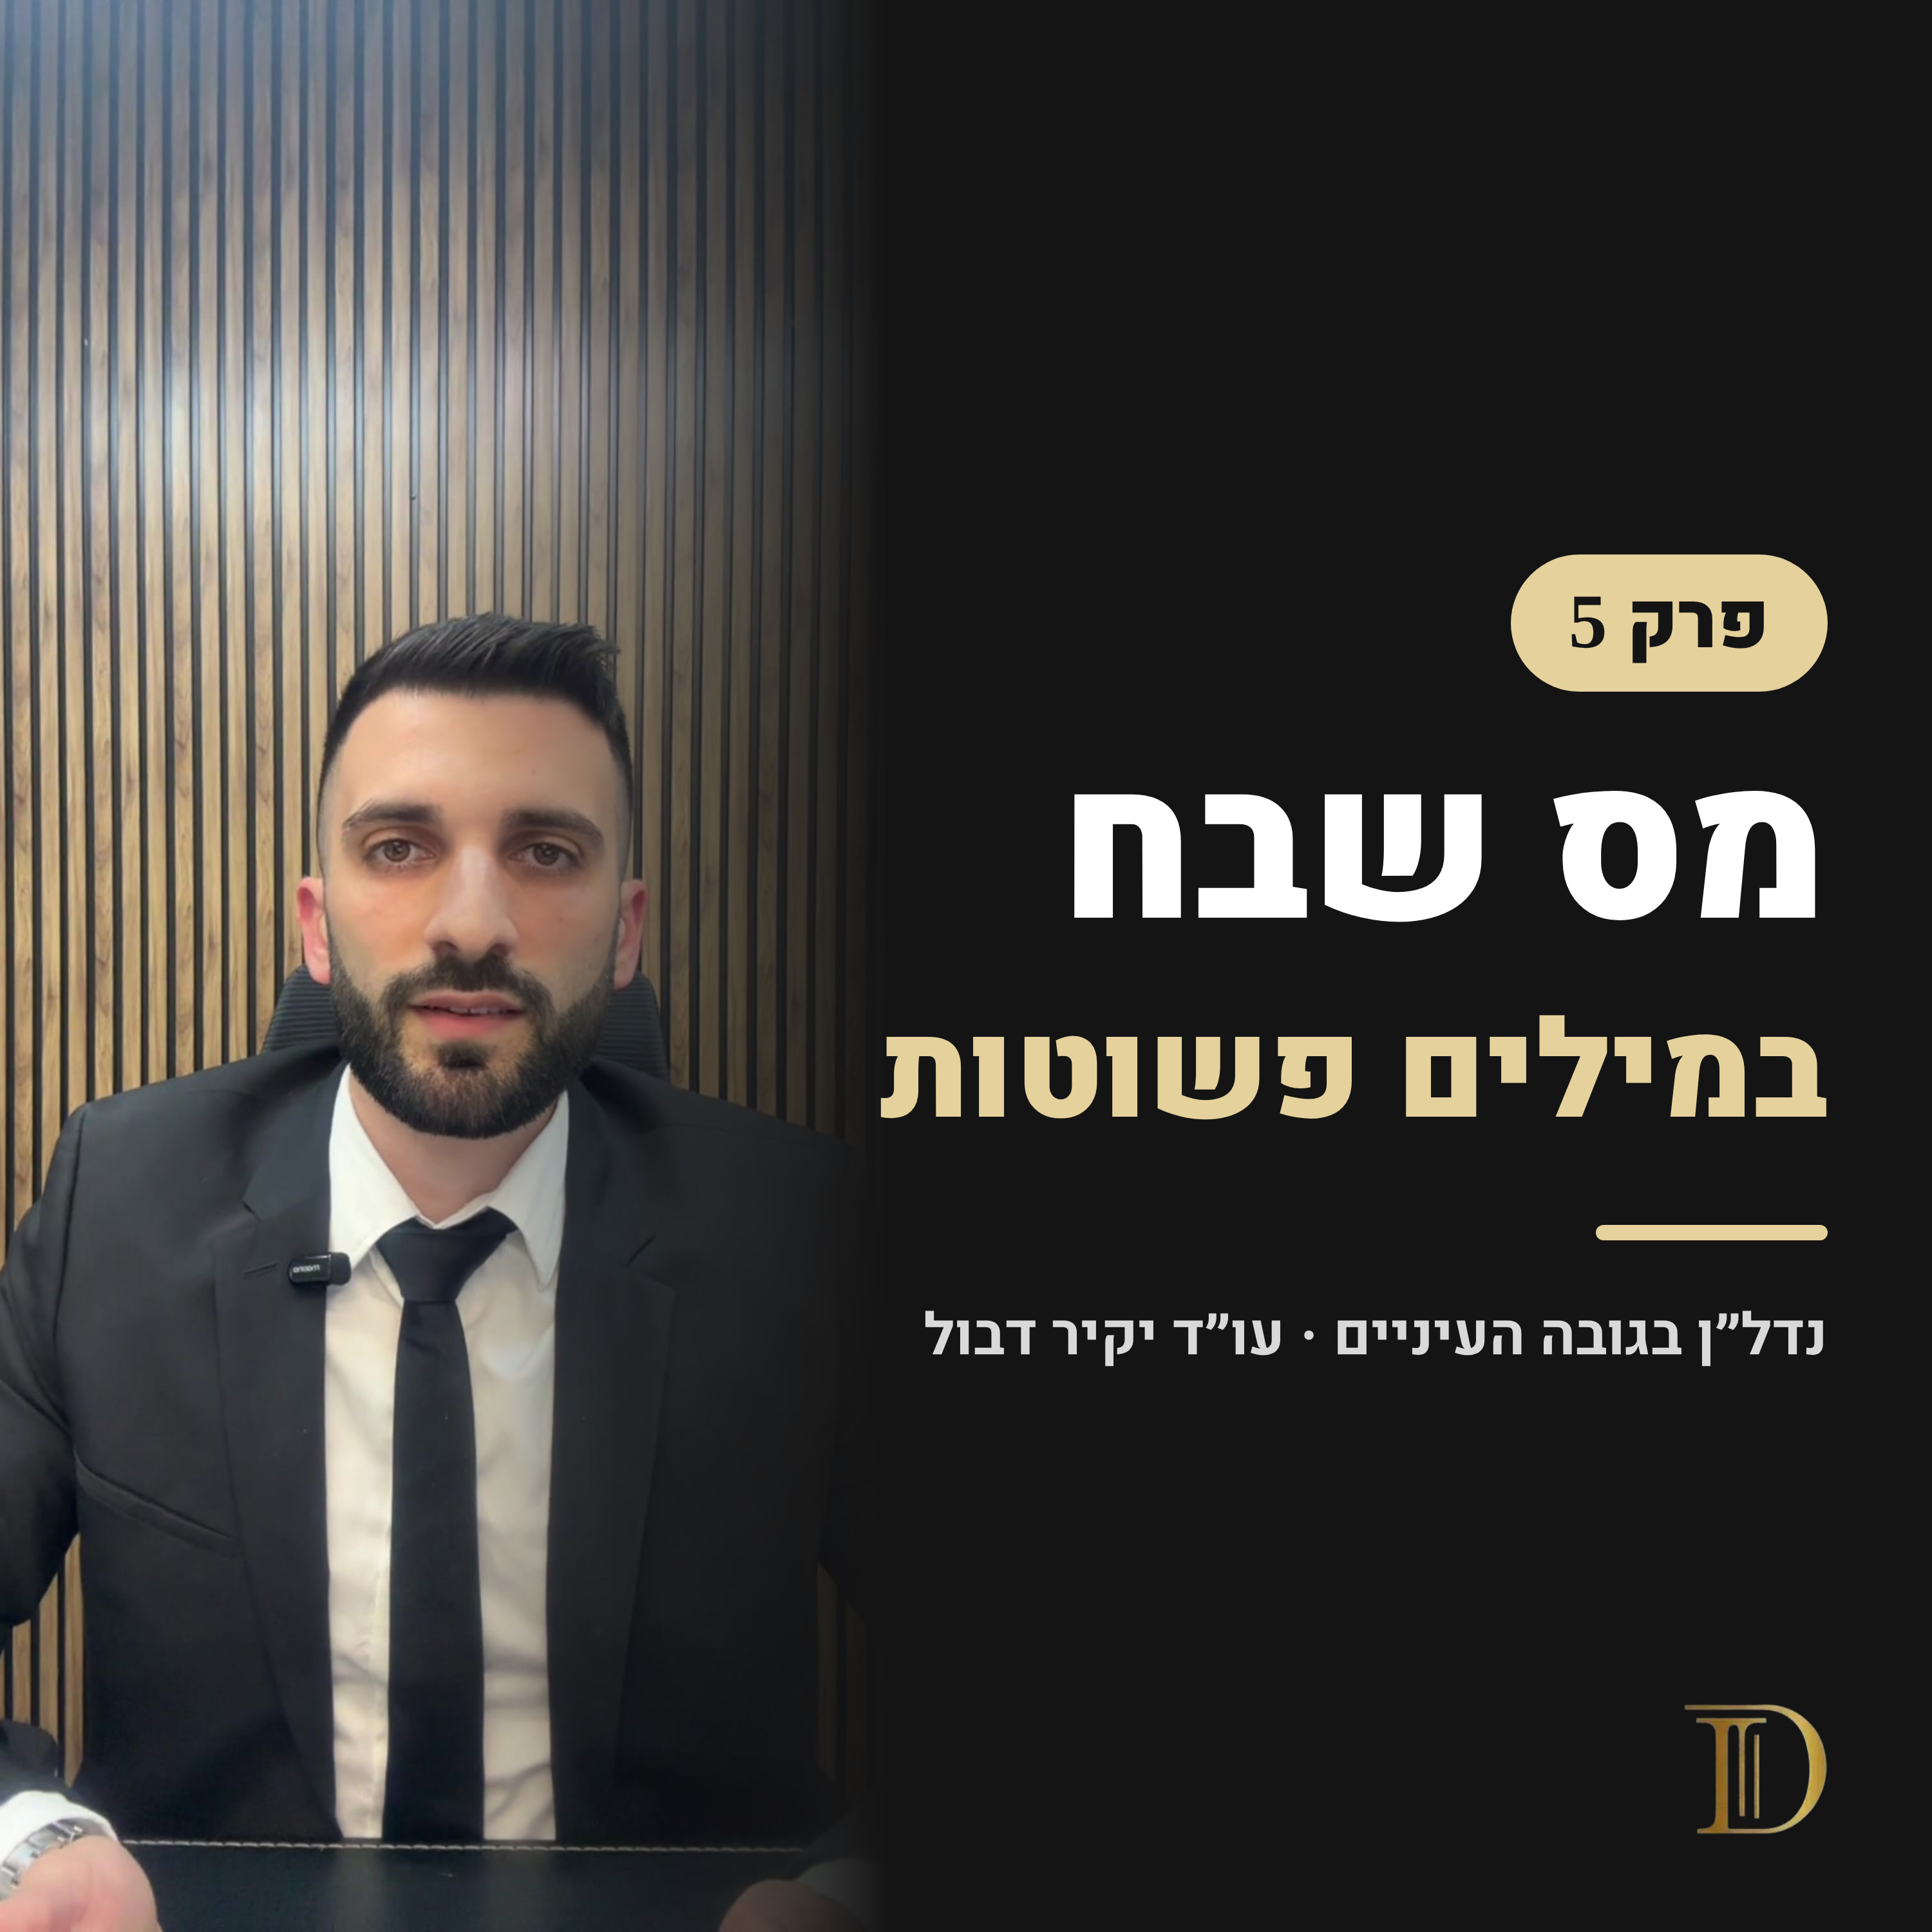 פרק 5
מס שבח
במילים פשוטות
נדל״ן בגובה העיניים · עו״ד יקיר דבול
D